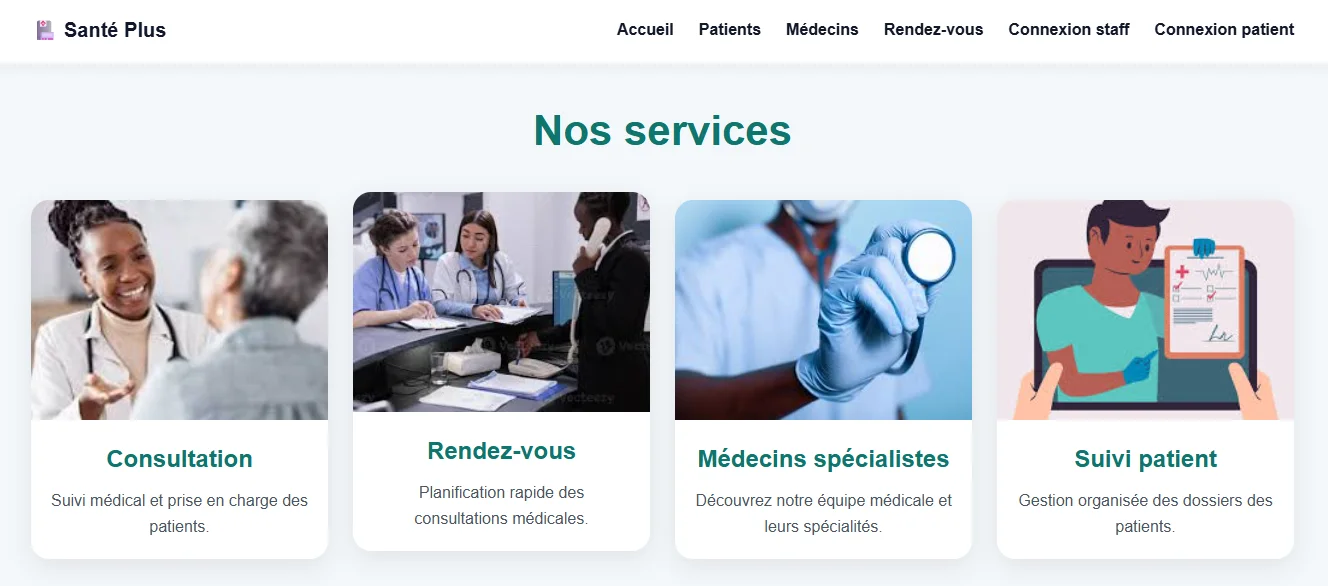 Santé Plus
Accueil Patients Médecins Rendez-vous Connexion staff Connexion patient
Nos services
Consultation
Suivi médical et prise en charge des
patients.
Rendez-vous
Planification rapide des
consultations médicales.
Médecins spécialistes
Découvrez notre équipe médicale et
leurs spécialités.
Suivi patient
Gestion organisée des dossiers des
patients.